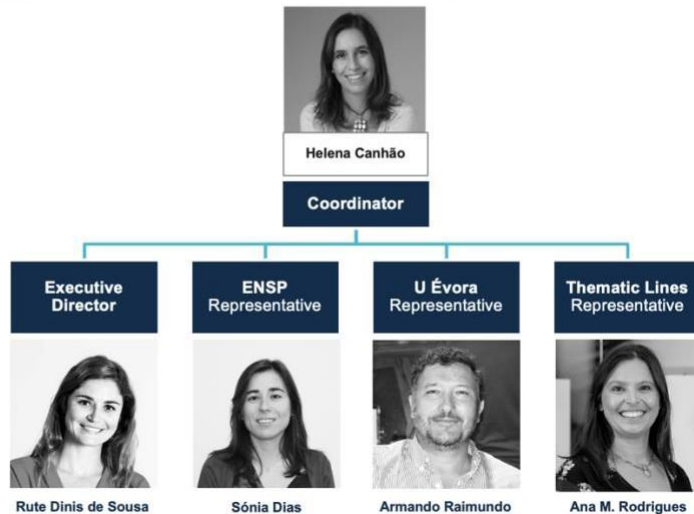 Helena Canhão
Coordinator
Executive
Director
ENSP
Representative
U Évora
Representative
Thematic Lines
Representative
Rute Dinis de Sousa
Sónia Dias
Armando Raimundo
Ana M. Rodrigues